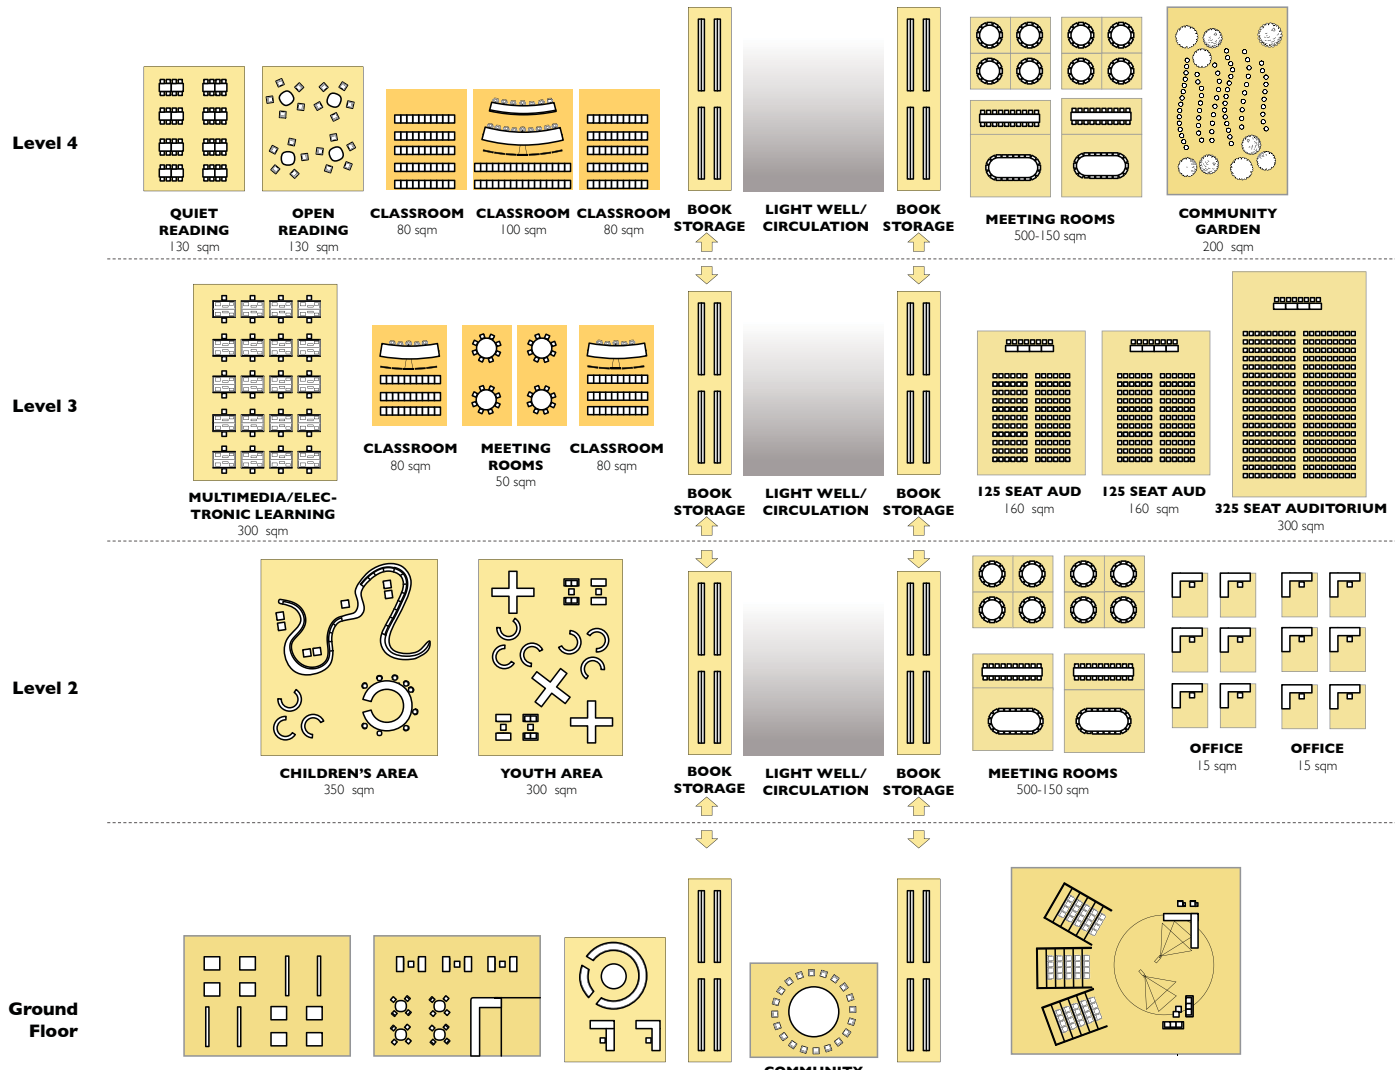 Level 4
QUIET
READING
130 sqm
OPEN
READING
130 sqm
CLASSROOM
80 sqm
CLASSROOM
100 sqm
CLASSROOM
80 sqm
BOOK
STORAGE
LIGHT WELL/
CIRCULATION
BOOK
STORAGE
MEETING ROOMS
500-150 sqm
COMMUNITY
GARDEN
200 sqm
Level 3
MULTIMEDIA/ELEC-
TRONIC LEARNING
300 sqm
CLASSROOM
80 sqm
MEETING
ROOMS
50 sqm
CLASSROOM
80 sqm
BOOK
STORAGE
LIGHT WELL/
CIRCULATION
BOOK
STORAGE
125 SEAT AUD
160 sqm
125 SEAT AUD
160 sqm
325 SEAT AUDITORIUM
300 sqm
Level 2
CHILDREN'S AREA
350 sqm
YOUTH AREA
300 sqm
BOOK
STORAGE
LIGHT WELL/
CIRCULATION
BOOK
STORAGE
MEETING ROOMS
500-150 sqm
OFFICE
15 sqm
OFFICE
15 sqm
Ground
Floor
COMMUNITY